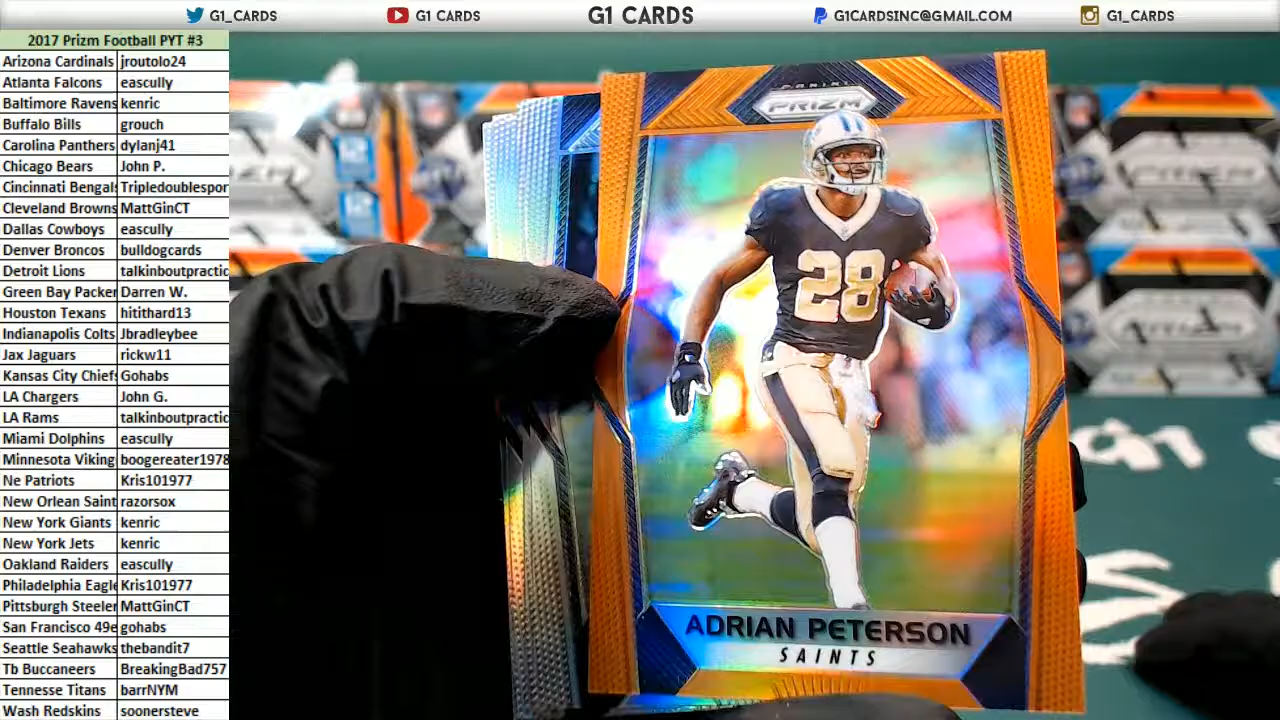 G1_CARDS G1 CARDS G1 CARDS G1CARDSINC@GMAIL.COM G1_CARDS
2017 Prizm Football PYT #3
Arizona Cardinals jroutolo24
Atlanta Falcons eascully
Baltimore Ravens kenric
Buffalo Bills grouch
Carolina Panthers dylanj41
Chicago Bears John P.
Cincinnati Bengals Tripledoublespor
Cleveland Browns MattGinCT
Dallas Cowboys eascully
Denver Broncos bulldogcards
Detroit Lions talkinboutpractic
Green Bay Packer Darren W.
Houston Texans hitithard13
Indianapolis Colts Jbradleybee
Jax Jaguars rickw11
Kansas City Chiefs Gohabs
LA Chargers John G.
LA Rams talkinboutpractic
Miami Dolphins eascully
Minnesota Viking boogereater1978
Ne Patriots Kris101977
New Orlean Saint razorsox
New York Giants kenric
New York Jets kenric
Oakland Raiders eascully
Philadelphia Eagle Kris101977
Pittsburgh Steeler MattGinCT
San Francisco 49e gohabs
Seattle Seahawks thebandit7
Tb Buccaneers BreakingBad757
Tennesse Titans barrNYM
Wash Redskins soonersteve
PANINI
PRIZM
28
ADRIAN PETERSON
SAINTS
PRIZM
12
12
PRIZM